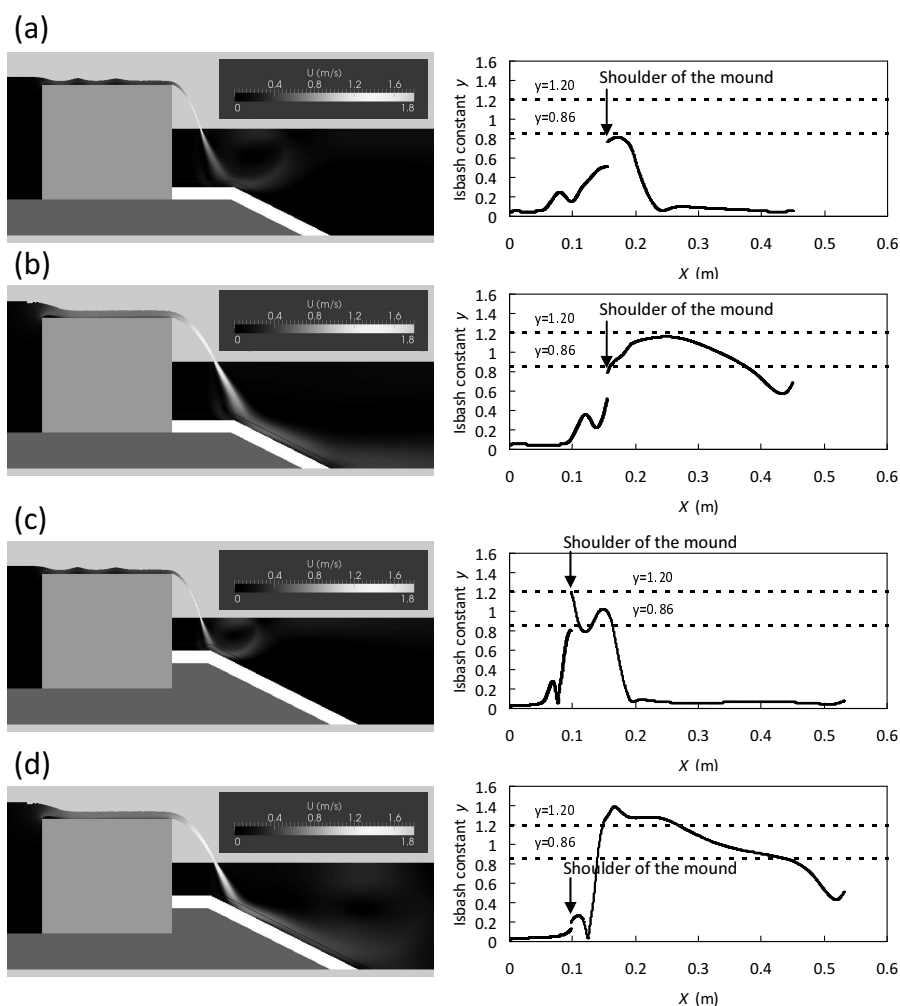 (a)
U (m/s)
0.4 0.8 1.2 1.6
0 1.8
Isbash constant y
1.6
1.4
1.2
1
0.8
0.6
0.4
0.2
0
Shoulder of the mound
y=1.20
y=0.86
0 0.1 0.2 0.3 0.4 0.5 0.6
X (m)
(b)
U (m/s)
0.4 0.8 1.2 1.6
0 1.8
Isbash constant y
1.6
1.4
1.2
1
0.8
0.6
0.4
0.2
0
Shoulder of the mound
y=1.20
y=0.86
0 0.1 0.2 0.3 0.4 0.5 0.6
X (m)
(c)
U (m/s)
0.4 0.8 1.2 1.6
0 1.8
Isbash constant y
1.6
1.4
1.2
1
0.8
0.6
0.4
0.2
0
Shoulder of the mound
y=1.20
y=0.86
0 0.1 0.2 0.3 0.4 0.5 0.6
X (m)
(d)
U (m/s)
0.4 0.8 1.2 1.6
0 1.8
Isbash constant y
1.6
1.4
1.2
1
0.8
0.6
0.4
0.2
0
y=1.20
y=0.86
Shoulder of the mound
0 0.1 0.2 0.3 0.4 0.5 0.6
X (m)